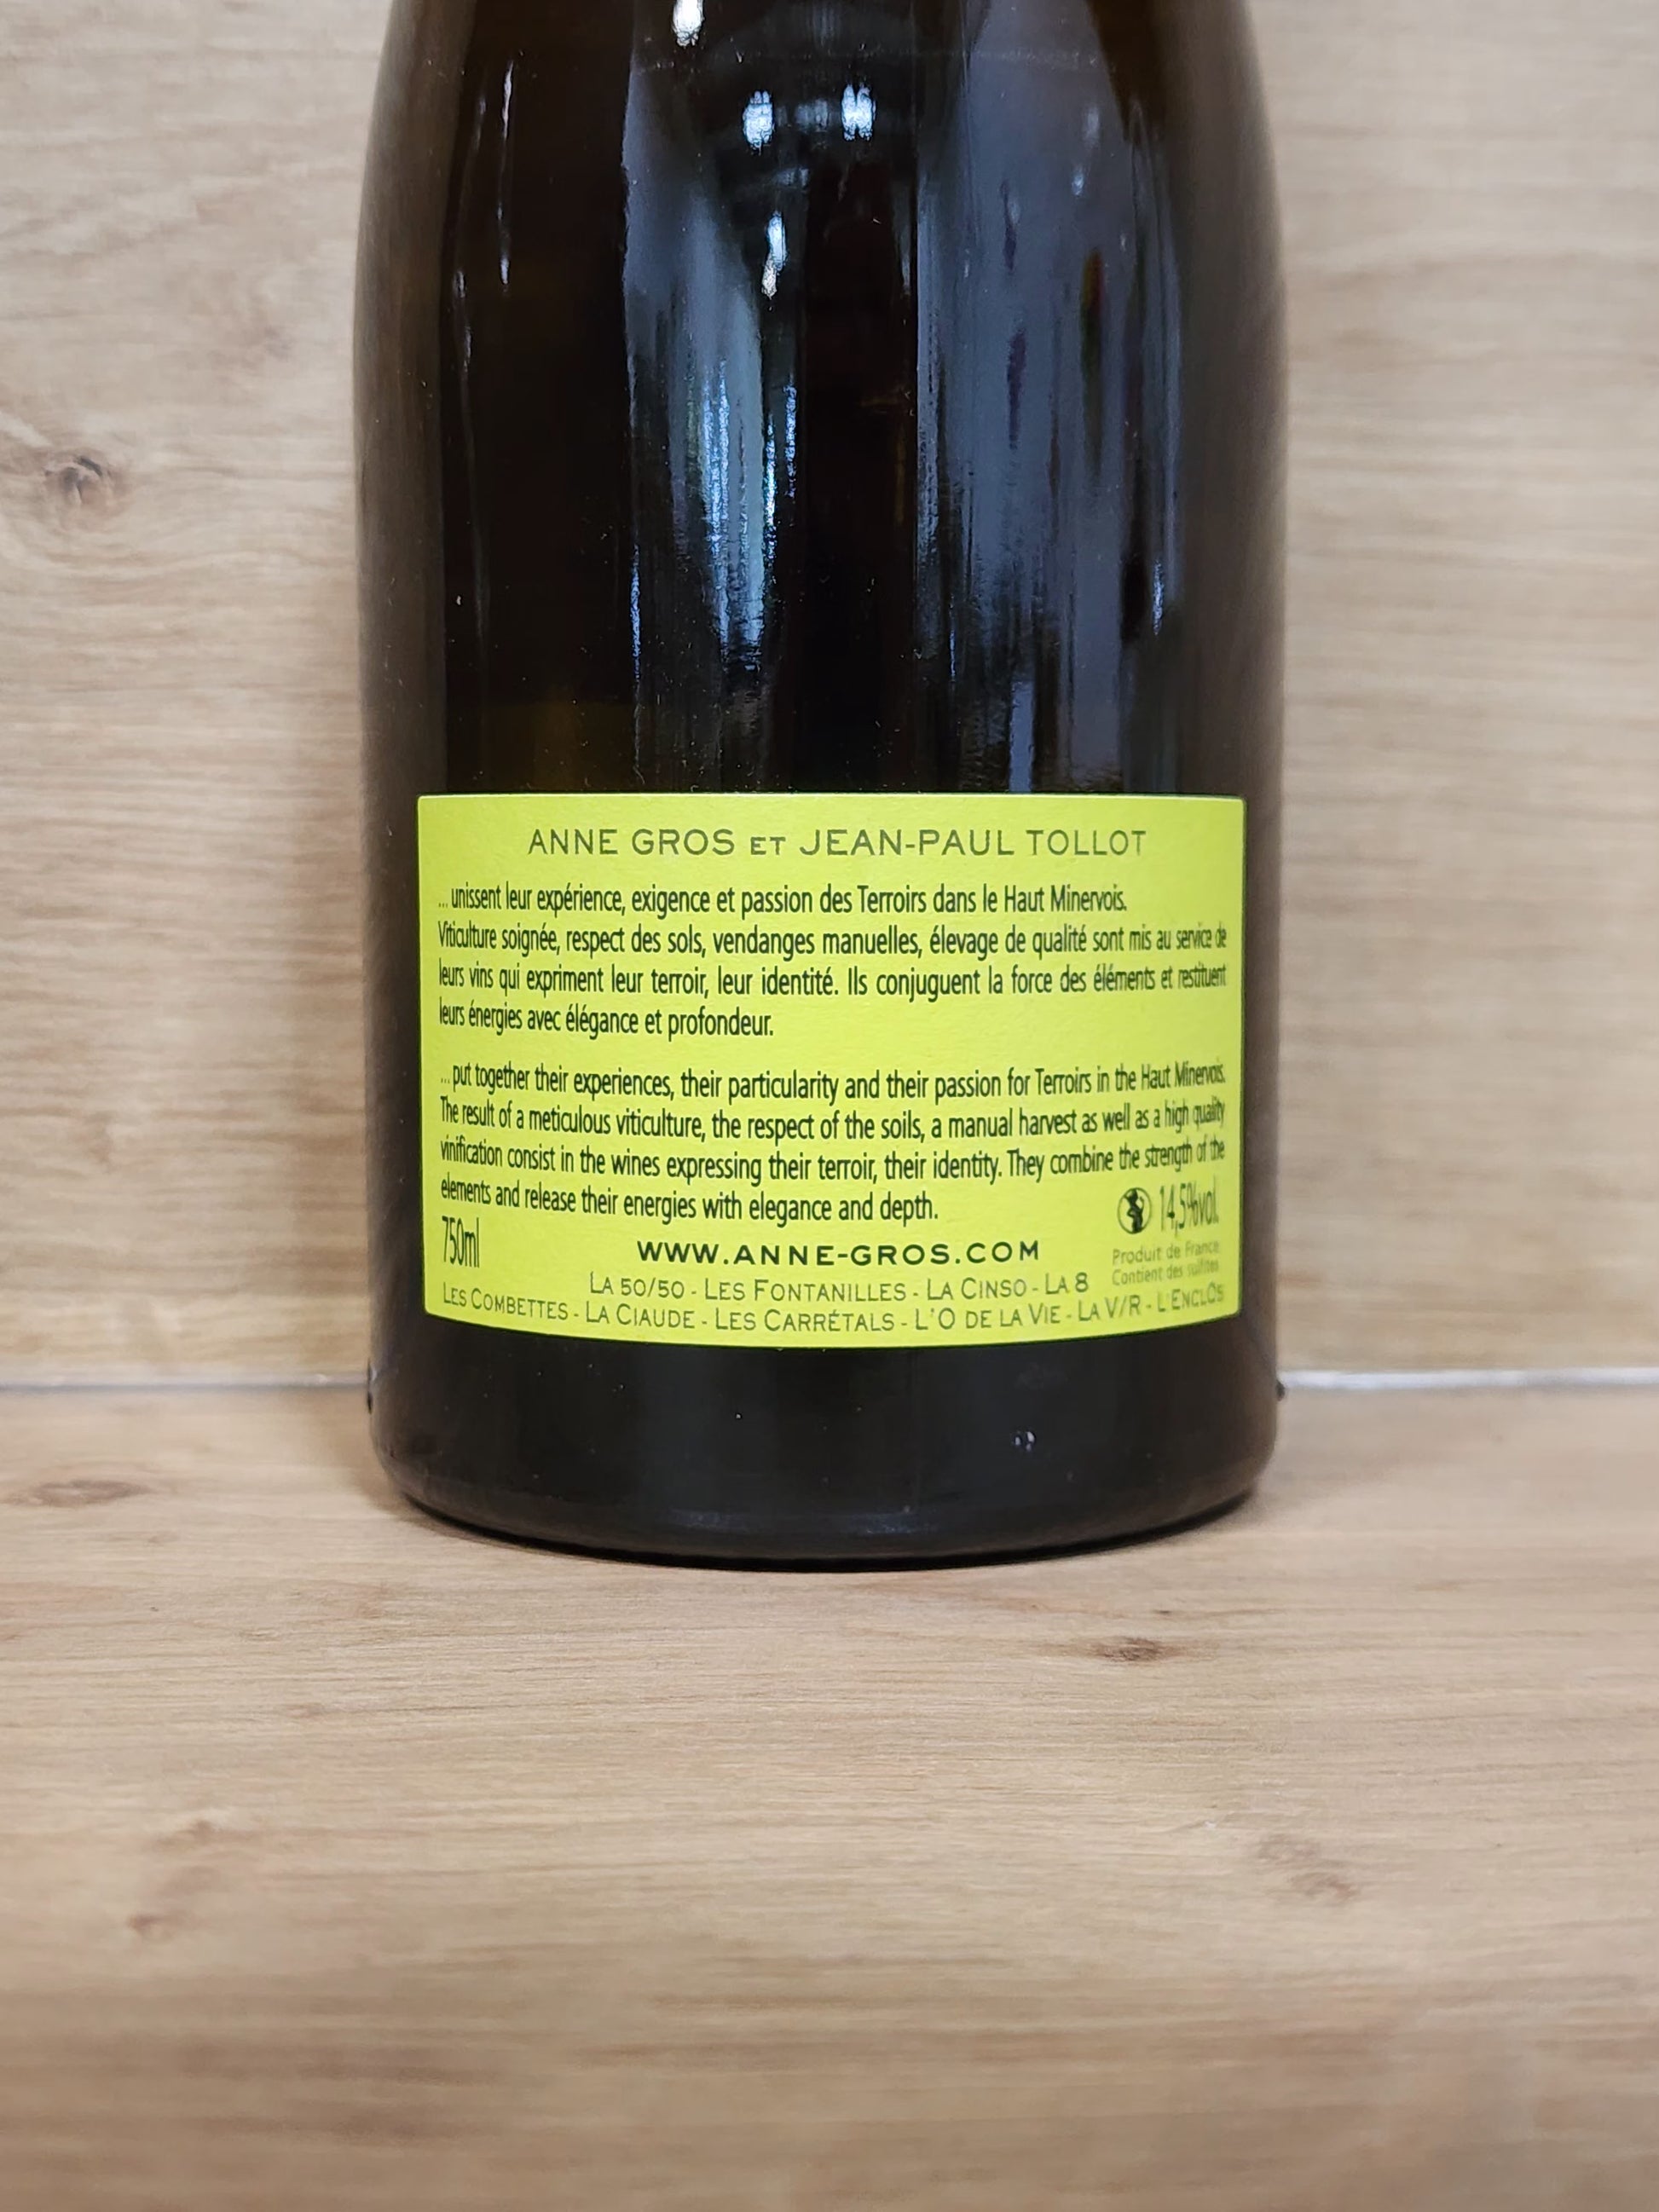 ANNE GROS ET JEAN-PAUL TOLLOT
... unissent leur expérience, exigence et passion des Terroirs dans le Haut Minervois.
Viticulture soignée, respect des sols, vendanges manuelles, élevage de qualité sont mis au service de
leurs vins qui expriment leur terroir, leur identité. Ils conjuguent la force des éléments et restituent
leurs énergies avec élégance et profondeur.
... put together their experiences, their particularity and their passion for Terroirs in the Haut Minervois.
The result of a meticulous viticulture, the respect of the soils, a manual harvest as well as a high quality
vinification consist in the wines expressing their terroir, their identity. They combine the strength of the
elements and release their energies with elegance and depth.
14,5%vol.
750ml
WWW.ANNE-GROS.COM
Produit de France
Contient des sulfites
LA 50/50 - LES FONTANILLES - LA CINSO - LA 8
LES COMBETTES - LA CIAUDE - LES CARRÉTALS - L'O DE LA VIE - LA V/R - L'ENCLOS